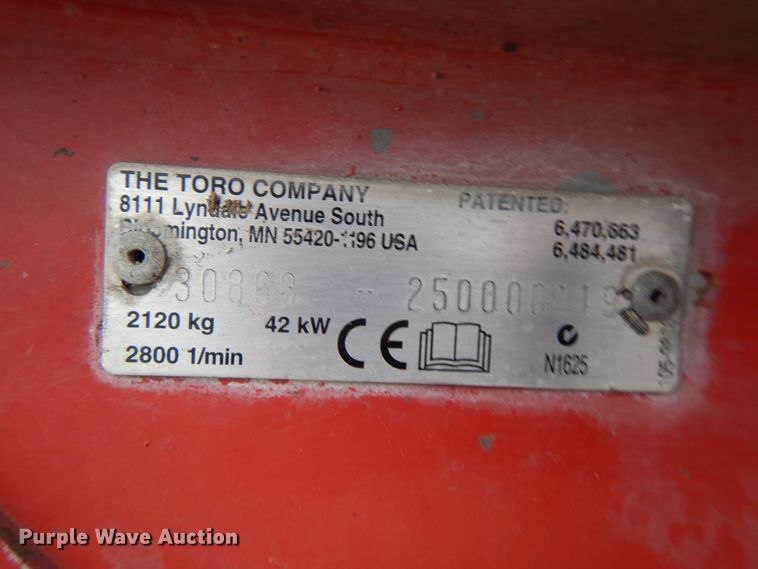 THE TORO COMPANY
8111 Lyndale Avenue South
Bloomington, MN 55420-1196 USA
PATENTED:
6,470,663
6,484,481
-
2120 kg 42 kW
2800 1/min
CE
N1625
Purple Wave Auction